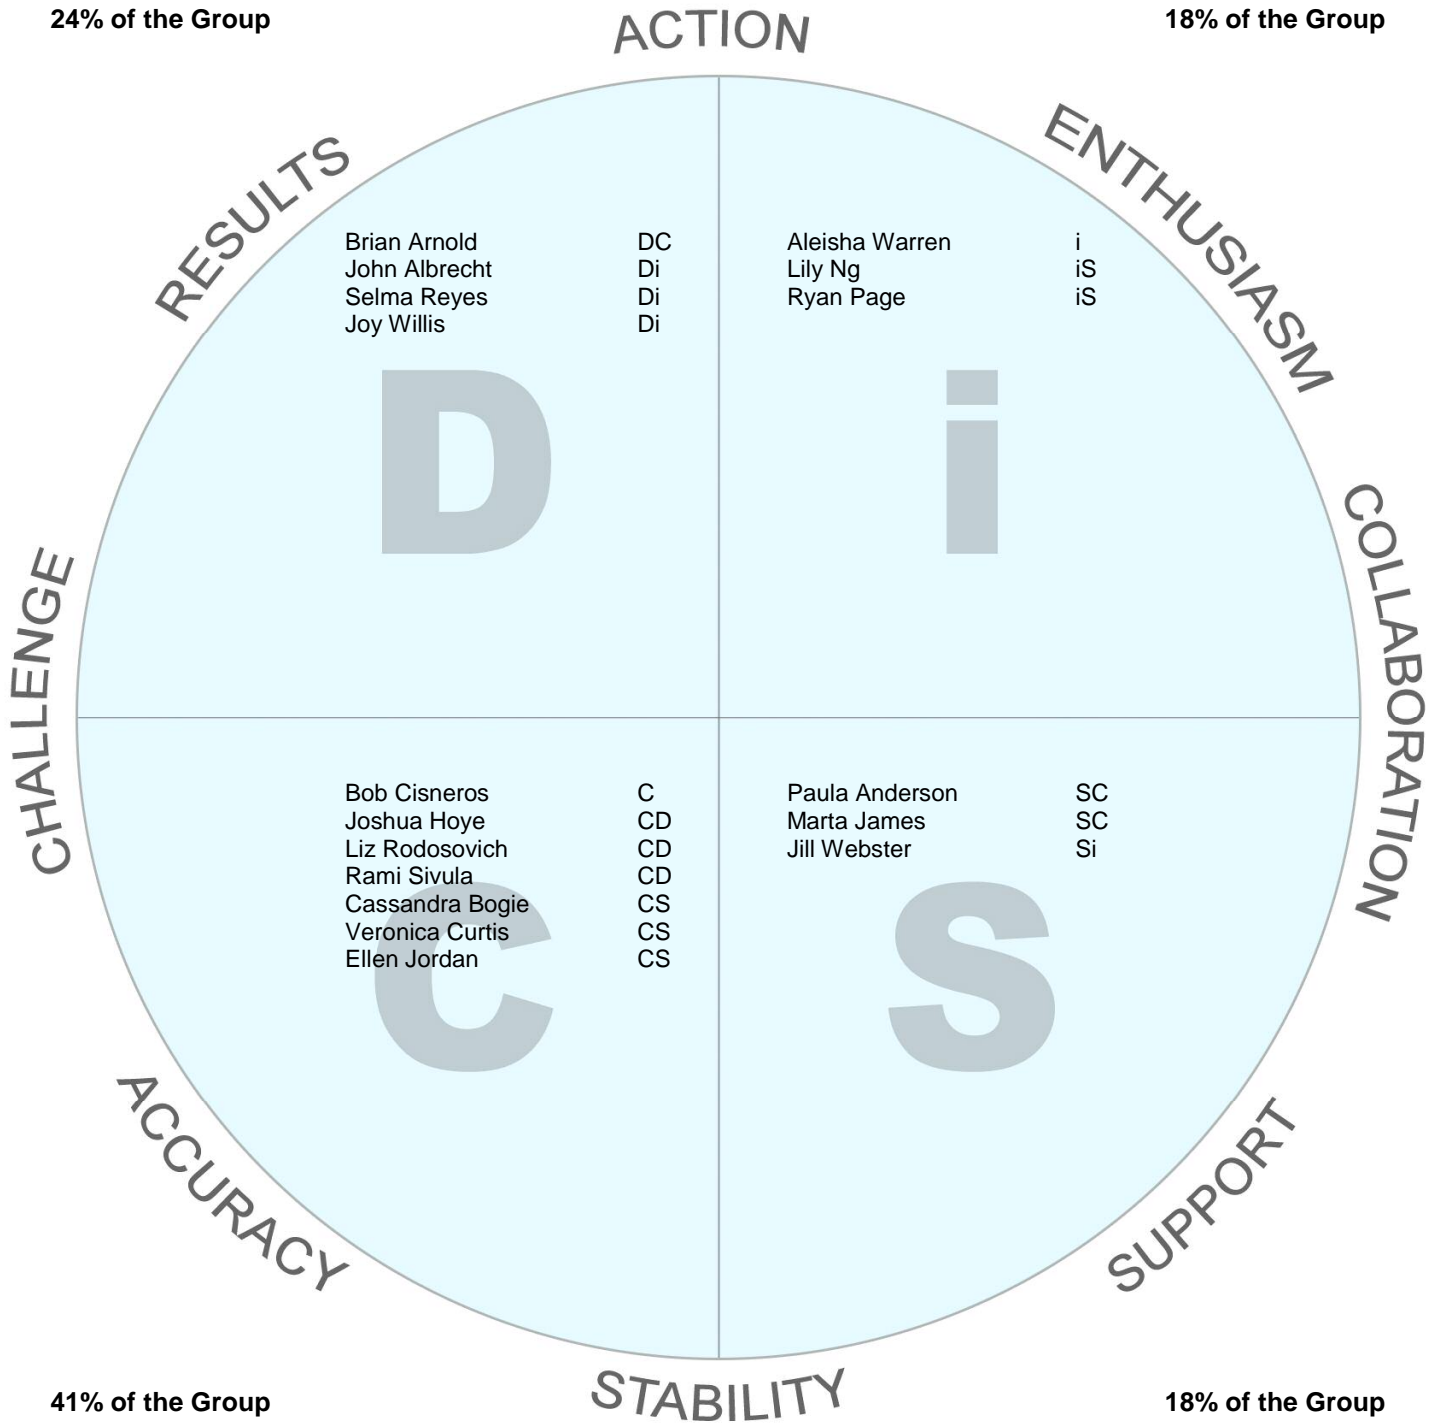 24% of the Group
18% of the Group
ACTION
RESULTS
ENTHUSIASM
Brian Arnold DC
John Albrecht Di
Selma Reyes Di
Joy Willis Di
Aleisha Warren i
Lily Ng iS
Ryan Page iS
D
i
CHALLENGE
COLLABORATION
Bob Cisneros C
Joshua Hoye CD
Liz Rodosovich CD
Rami Sivula CD
Cassandra Bogie CS
Veronica Curtis CS
Ellen Jordan CS
Paula Anderson SC
Marta James SC
Jill Webster Si
C
S
ACCURACY
SUPPORT
STABILITY
41% of the Group
18% of the Group